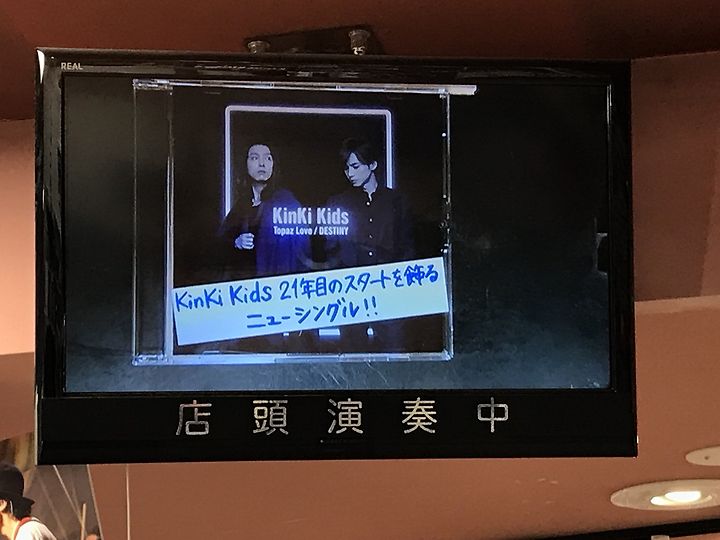 REAL
KinKi Kids
Topaz Love / DESTINY
KinKi Kids 21年目のスタートを飾る
ニューシングル!!
店頭演奏中